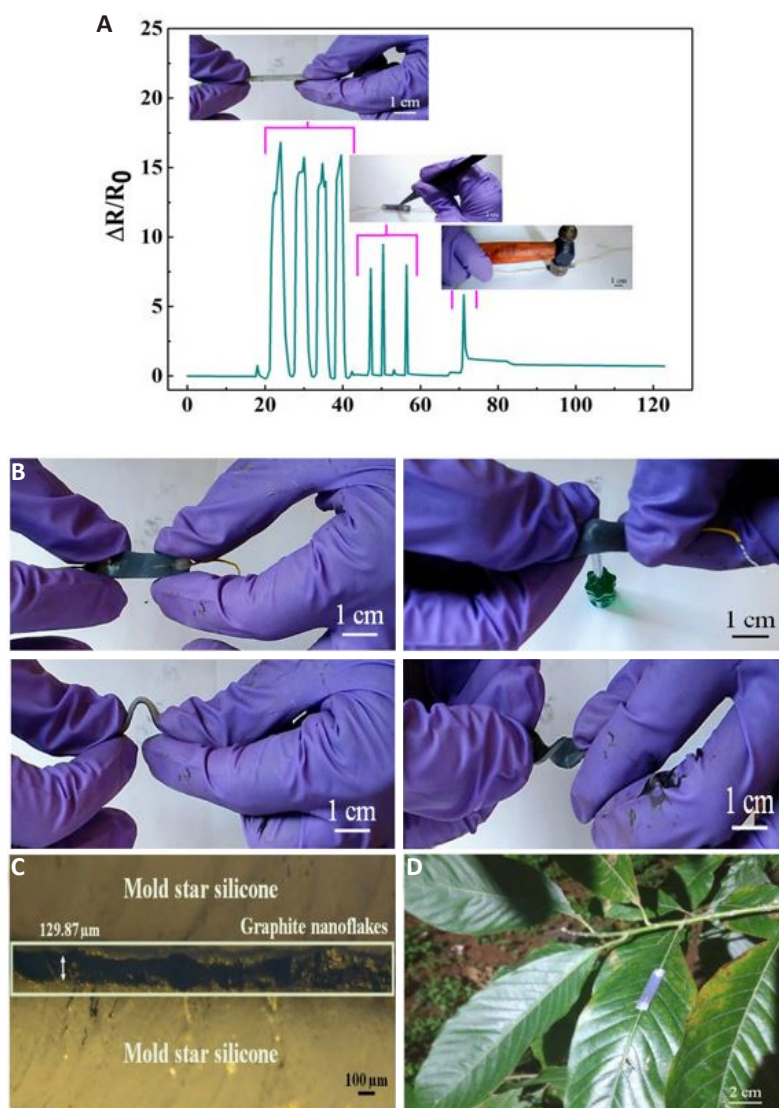 A
25
20
15
10
5
0
ΔR/R0
1 cm
1 cm
1 cm
0 20 40 60 80 100 120
B
1 cm
1 cm
1 cm
1 cm
C
Mold star silicone
129.87 µm
Graphite nanoflakes
Mold star silicone
100 µm
D
2 cm